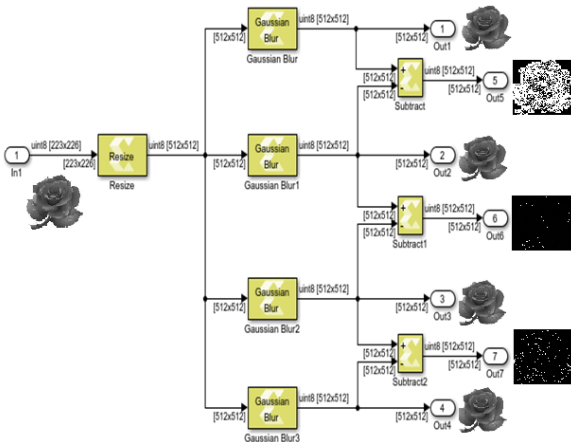 Gaussian
Blur
uint8 [512x512]
1
[512x512]
[512x512]
Out1
Gaussian Blur
+
-
uint8 [512x512]
5
[512x512]
[512x512]
[512x512]
Out5
Subtract
1
uint8 [223x226]
[223x226]
In1
Resize
uint8 [512x512]
Resize
Gaussian
Blur
uint8 [512x512]
2
[512x512]
[512x512]
Out2
Gaussian Blur1
+
-
uint8 [512x512]
6
[512x512]
[512x512]
[512x512]
Out6
Subtract1
Gaussian
Blur
uint8 [512x512]
3
[512x512]
[512x512]
Out3
Gaussian Blur2
+
-
uint8 [512x512]
7
[512x512]
[512x512]
[512x512]
Out7
Subtract2
Gaussian
Blur
uint8 [512x512]
4
[512x512]
[512x512]
Out4
Gaussian Blur3